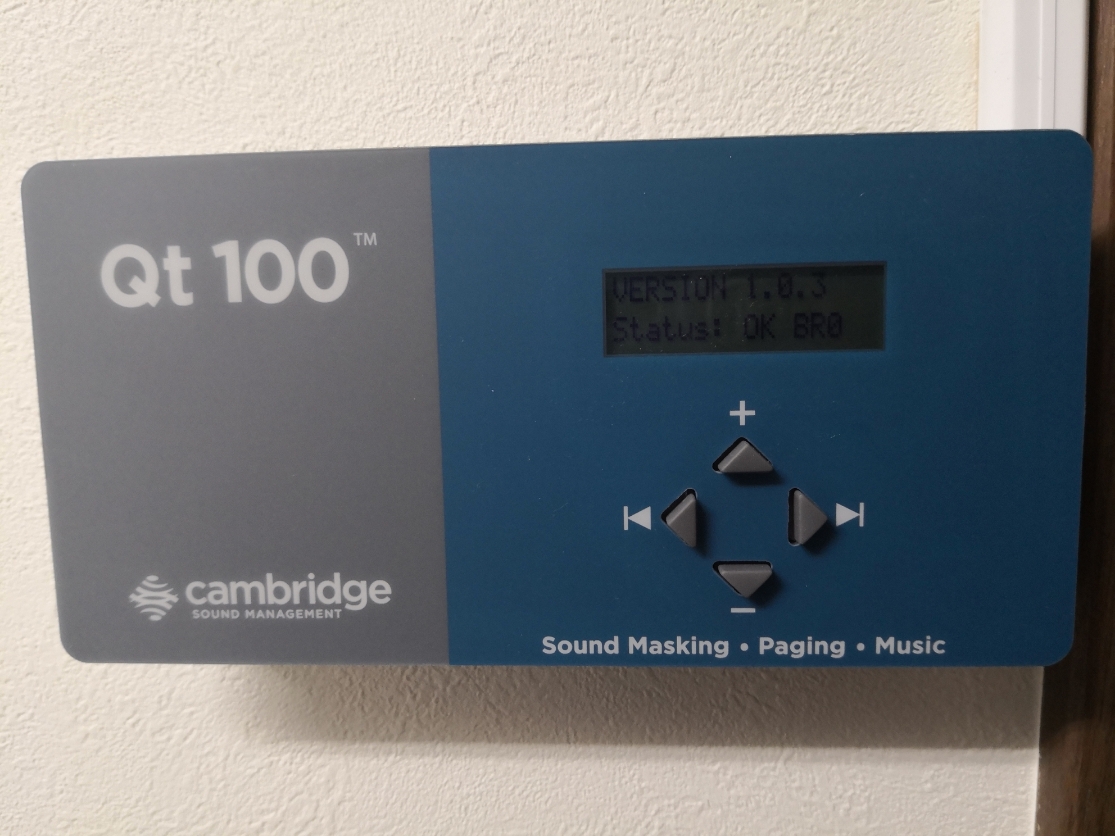 Qt 100™
VERSION 1.0.3
Status: OK BR0
+
−
cambridge
SOUND MANAGEMENT
Sound Masking • Paging • Music